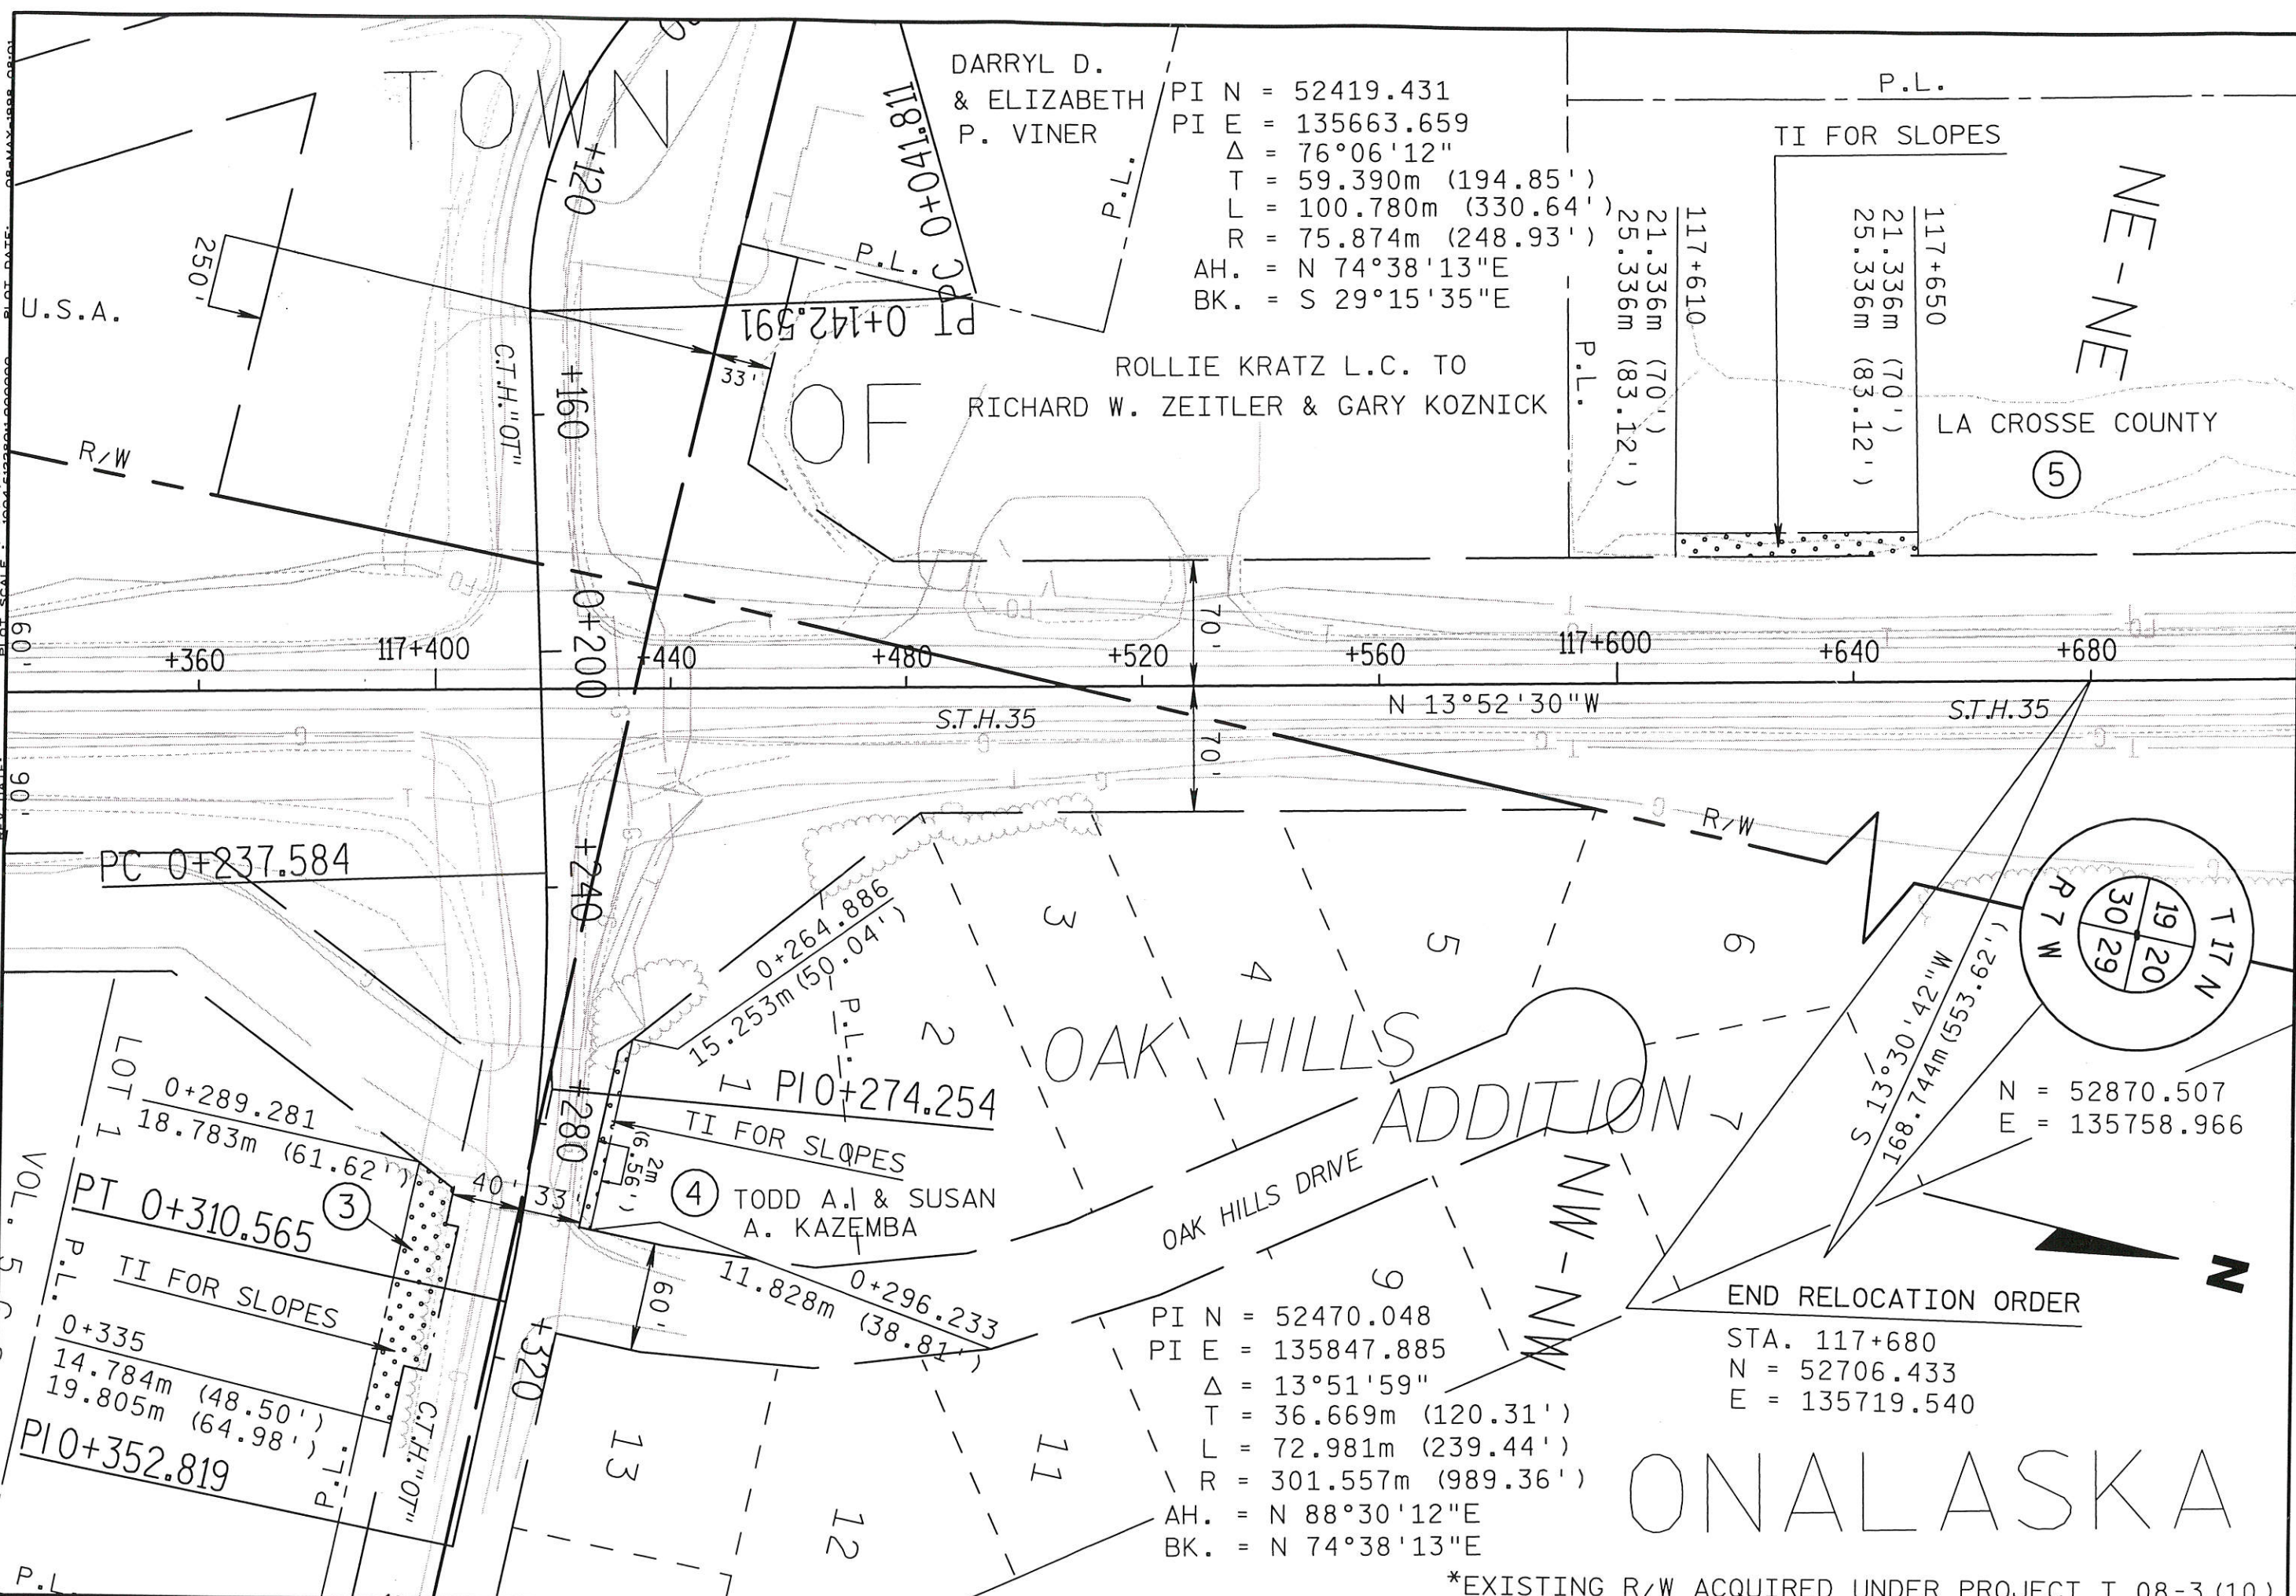 TOWN
OF
ONALASKA
DARRYL D.
& ELIZABETH
P. VINER
PI N = 52419.431
PI E = 135663.659
Δ = 76°06'12"
T = 59.390m (194.85')
L = 100.780m (330.64')
R = 75.874m (248.93')
AH. = N 74°38'13"E
BK. = S 29°15'35"E
P.L.
TI FOR SLOPES
117+610
21.336m (70')
25.336m (83.12')
117+650
21.336m (70')
25.336m (83.12')
NE-NE
LA CROSSE COUNTY
5
P.L.
P.L.
P.L.
PC 0+041.811
PT 0+142.591
+120
+160
0+200
+240
+280
+320
C.T.H."OT"
250'
U.S.A.
33'
R/W
ROLLIE KRATZ L.C. TO
RICHARD W. ZEITLER & GARY KOZNICK
60'
90'
+360
117+400
+440
+480
+520
+560
117+600
+640
+680
70'
70'
S.T.H.35
N 13°52'30"W
S.T.H.35
R/W
PC 0+237.584
0+264.886
15.253m (50.04')
P.L.
1
2
3
4
5
6
7
9
11
12
13
OAK HILLS
ADDITION
OAK HILLS DRIVE
NW-NW
T 17 N
R 7 W
19
20
30
29
S 13°30'42"W
168.744m (553.62')
N = 52870.507
E = 135758.966
N
END RELOCATION ORDER
STA. 117+680
N = 52706.433
E = 135719.540
LOT 1
VOL. 5
0+289.281
18.783m (61.62')
PT 0+310.565
3
TI FOR SLOPES
P.L.
0+335
14.784m (48.50')
19.805m (64.98')
PI 0+352.819
P.L.
C.T.H."OT"
P.L.
40'
33'
PI 0+274.254
TI FOR SLOPES
2m
(6.56')
4
TODD A. & SUSAN
A. KAZEMBA
60'
0+296.233
11.828m (38.81')
PI N = 52470.048
PI E = 135847.885
Δ = 13°51'59"
T = 36.669m (120.31')
L = 72.981m (239.44')
R = 301.557m (989.36')
AH. = N 88°30'12"E
BK. = N 74°38'13"E
*EXISTING R/W ACQUIRED UNDER PROJECT T 08-3(10)